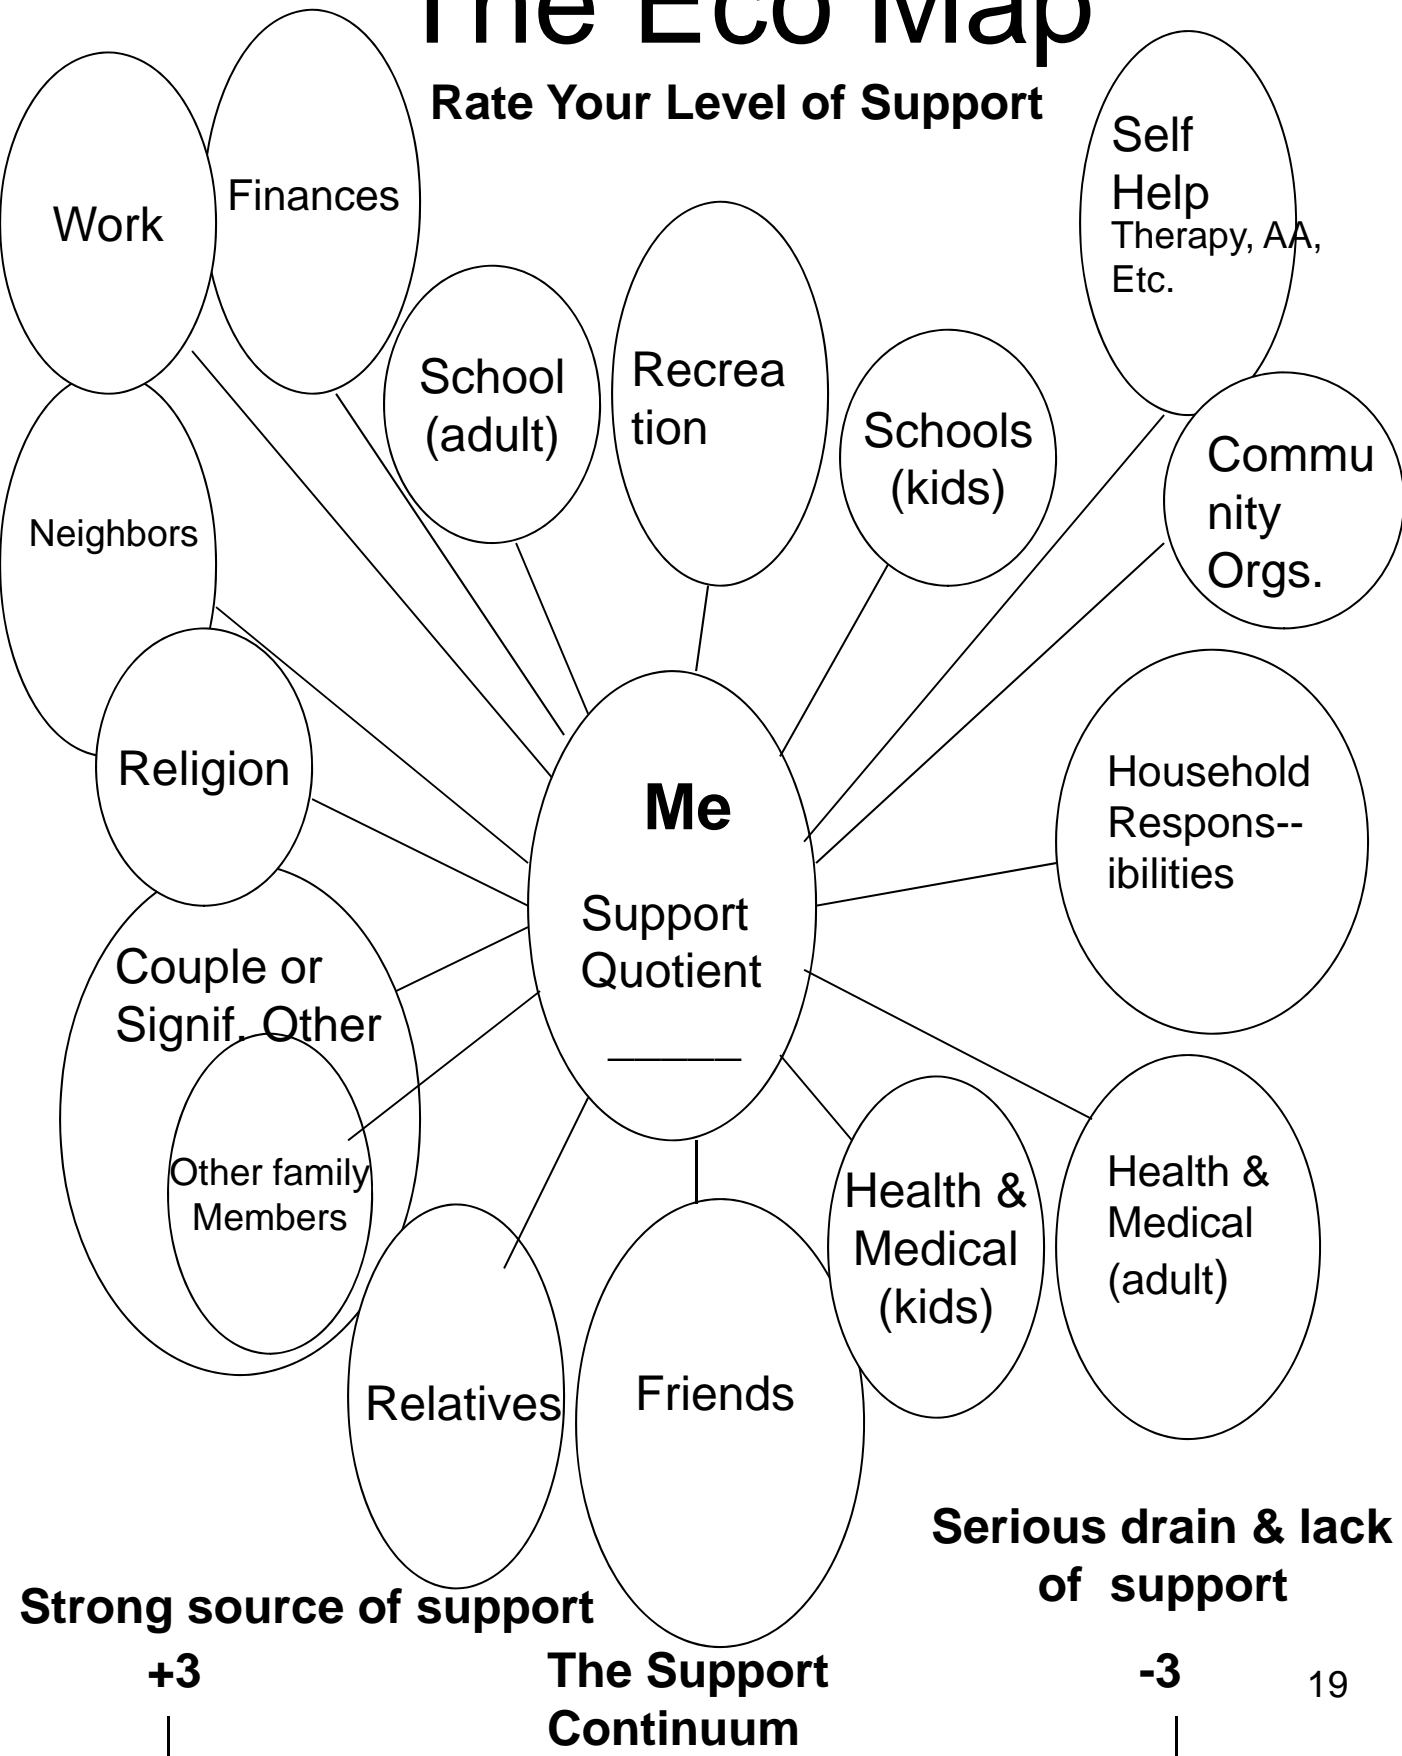 The Eco Map
Rate Your Level of Support
Work
Finances
Self
Help
Therapy, AA,
Etc.
School
(adult)
Recrea
tion
Schools
(kids)
Commu
nity
Orgs.
Neighbors
Religion
Me
Support
Quotient
_____
Household
Respons--
ibilities
Couple or
Signif. Other
Other family
Members
Relatives
Friends
Health &
Medical
(kids)
Health &
Medical
(adult)
Serious drain & lack
of support
Strong source of support
+3
The Support
Continuum
-3
19